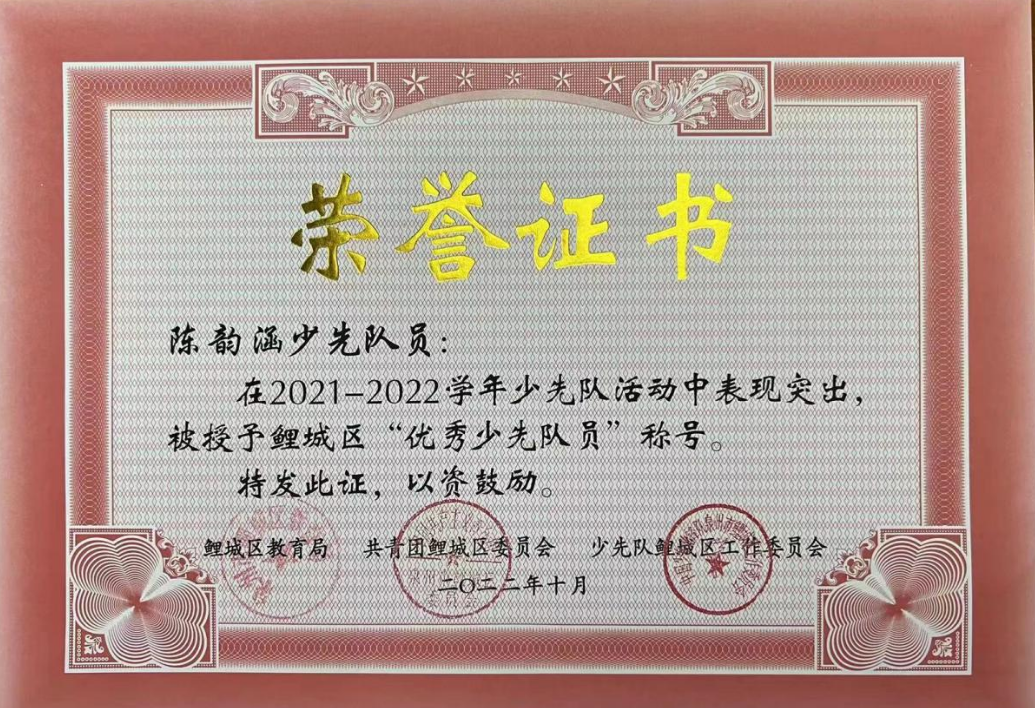 荣誉证书
陈韵涵少先队员：
在2021-2022学年少先队活动中表现突出，
被授予鲤城区“优秀少先队员”称号。
特发此证，以资鼓励。
鲤城区教育局 共青团鲤城区委员会 少先队鲤城区工作委员会
二〇二二年十月